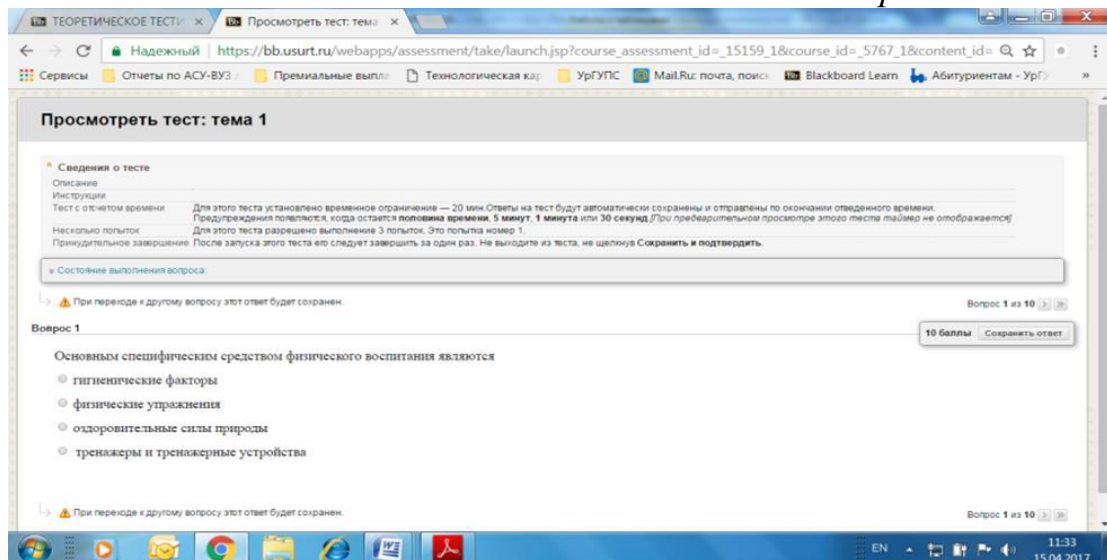 ТЕОРЕТИЧЕСКОЕ ТЕСТИ
Просмотреть тест: тема
Надежный | https://bb.usurt.ru/webapps/assessment/take/launch.jsp?course_assessment_id=_15159_1&course_id=_5767_1&content_id=
Сервисы Отчеты по АСУ-ВУЗ Премиальные выпла Технологическая кар УрГУПС Mail.Ru: почта, поиск Blackboard Learn Абитуриентам - УрГ »
Просмотреть тест: тема 1
Сведения о тесте
Описание
Инструкции
Тест с отсчетом времени Для этого теста установлено временное ограничение — 20 мин.Ответы на тест будут автоматически сохранены и отправлены по окончании отведенного времени.
Предупреждения появляются, когда остается половина времени, 5 минут, 1 минута или 30 секунд.[При предварительном просмотре этого теста таймер не отображается]
Несколько попыток Для этого теста разрешено выполнение 3 попыток. Это попытка номер 1.
Принудительное завершение После запуска этого теста его следует завершить за один раз. Не выходите из теста, не щелкнув Сохранить и подтвердить.
Состояние выполнения вопроса:
При переходе к другому вопросу этот ответ будет сохранен. Вопрос 1 из 10
Вопрос 1
10 баллы Сохранить ответ
Основным специфическим средством физического воспитания являются
гигиенические факторы
физические упражнения
оздоровительные силы природы
тренажеры и тренажерные устройства
При переходе к другому вопросу этот ответ будет сохранен. Вопрос 1 из 10
EN 11:33
15.04.2017